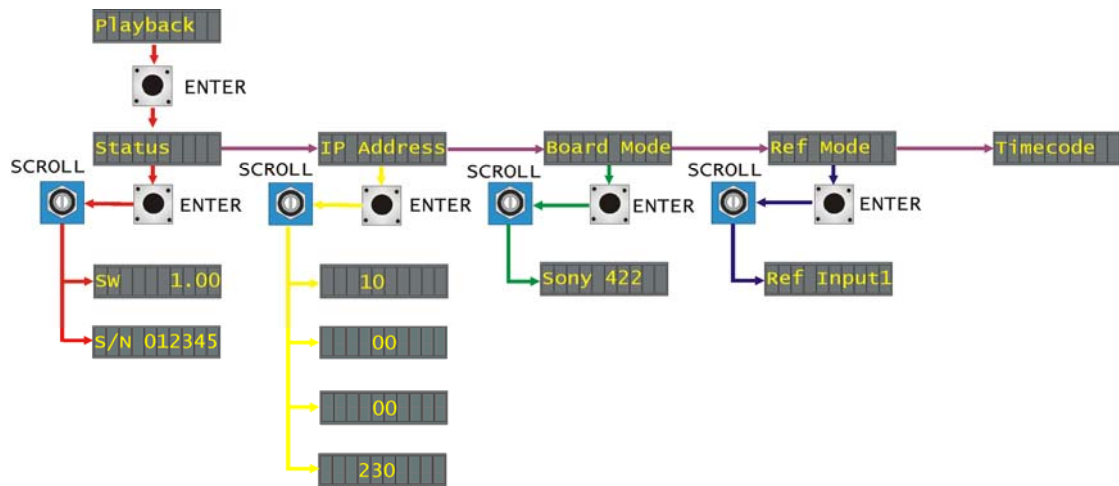 Playback
ENTER
Status
IP Address
Board Mode
Ref Mode
Timecode
SCROLL
ENTER
SCROLL
ENTER
SCROLL
ENTER
SCROLL
ENTER
SW 1.00
10
Sony 422
Ref Input1
S/N 012345
00
00
230